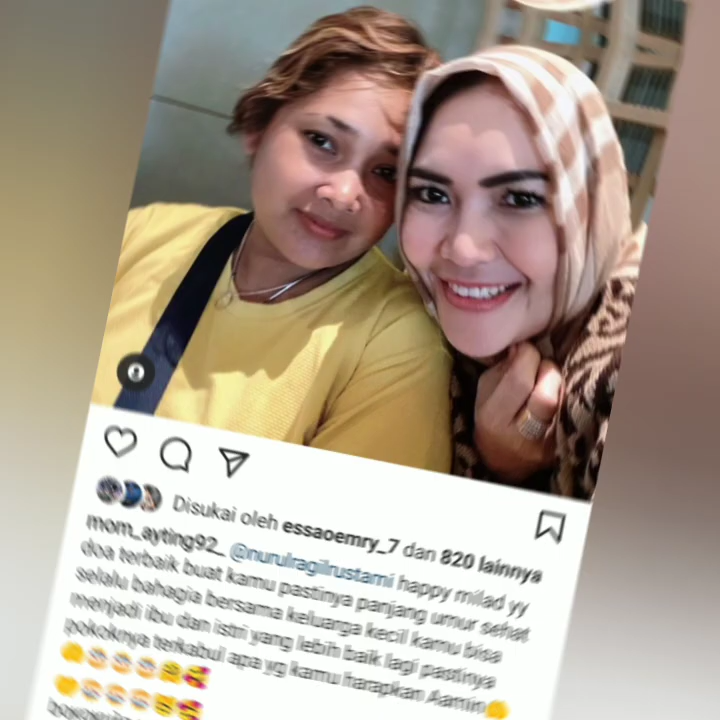 Disukai oleh essaoemry_7 dan 820 lainnya
mom_ayting92_ @nurulragilrustami happy milad yy
doa terbaik buat kamu pastinya panjang umur sehat
selalu bahagia bersama keluarga kecil kamu bisa
menjadi ibu dan istri yang lebih baik lagi pastinya
pokoknya terkabul apa yg kamu harapkan Aamin